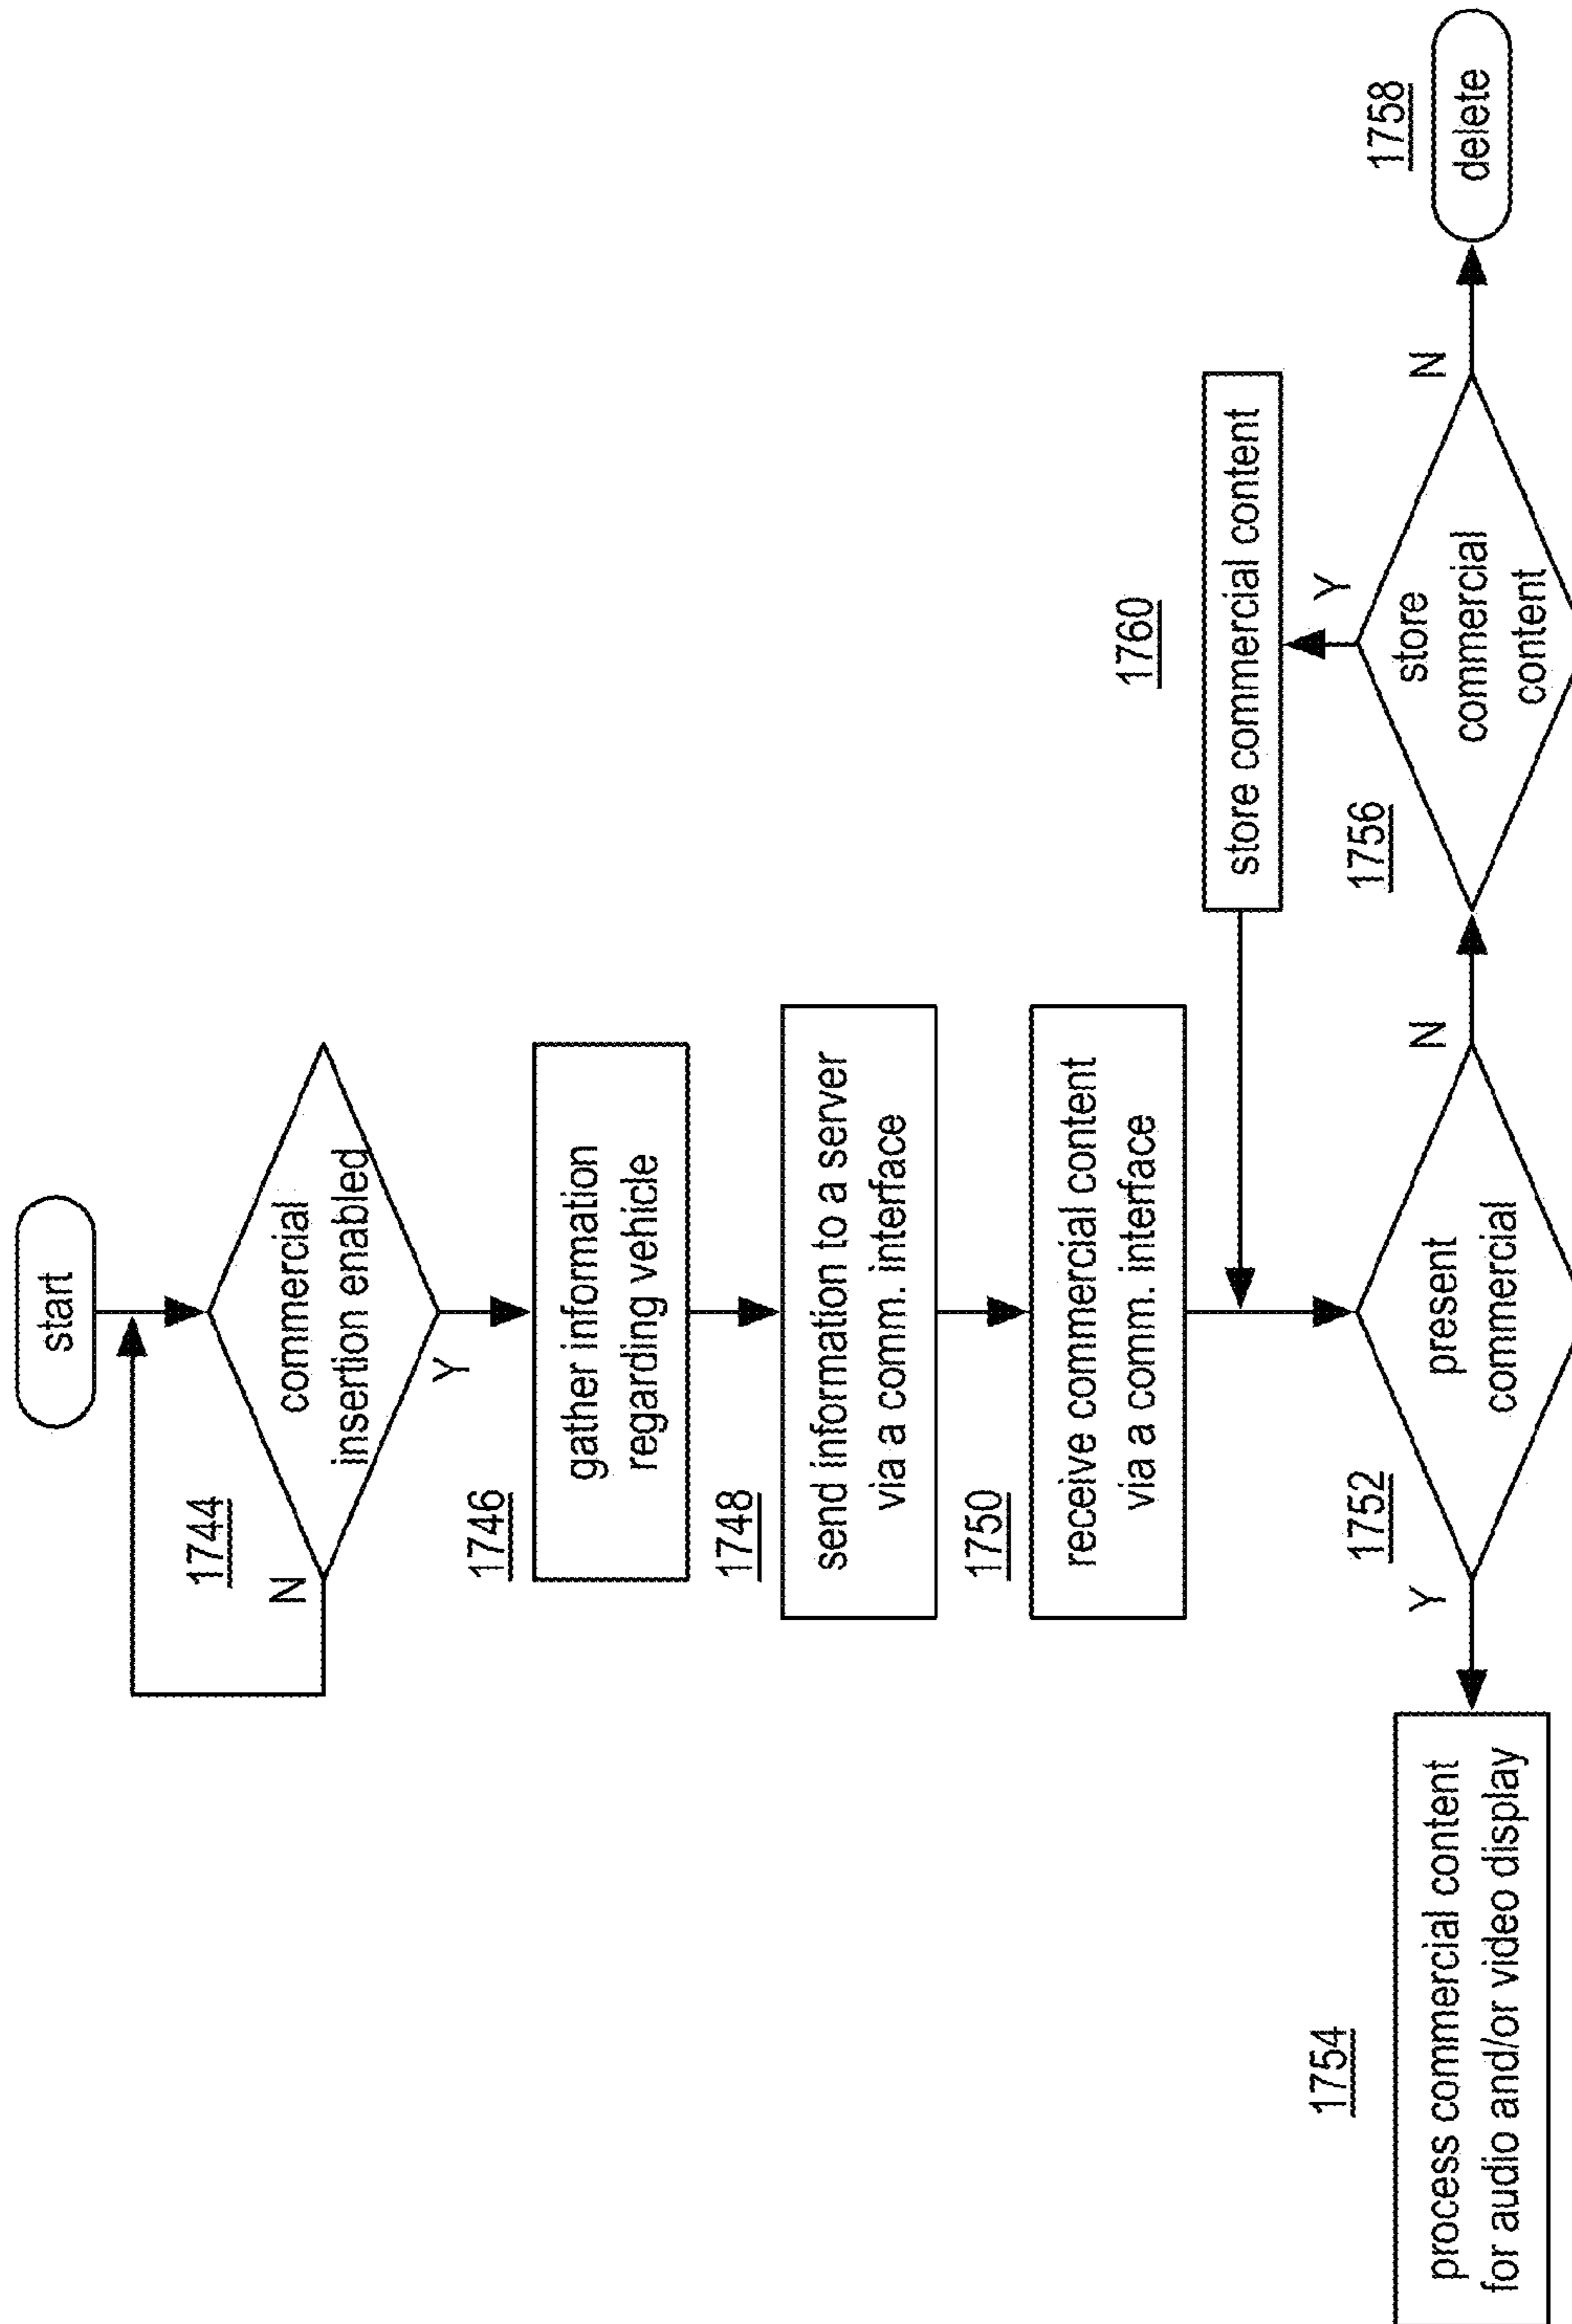 start
1744
commercial
insertion enabled
N
Y
1746
gather information
regarding vehicle
1748
send information to a server
via a comm. interface
1750
receive commercial content
via a comm. interface
1752
present
commercial
Y
N
1754
process commercial content
for audio and/or video display
1756
store
commercial
content
Y
N
1760
store commercial content
1758
delete